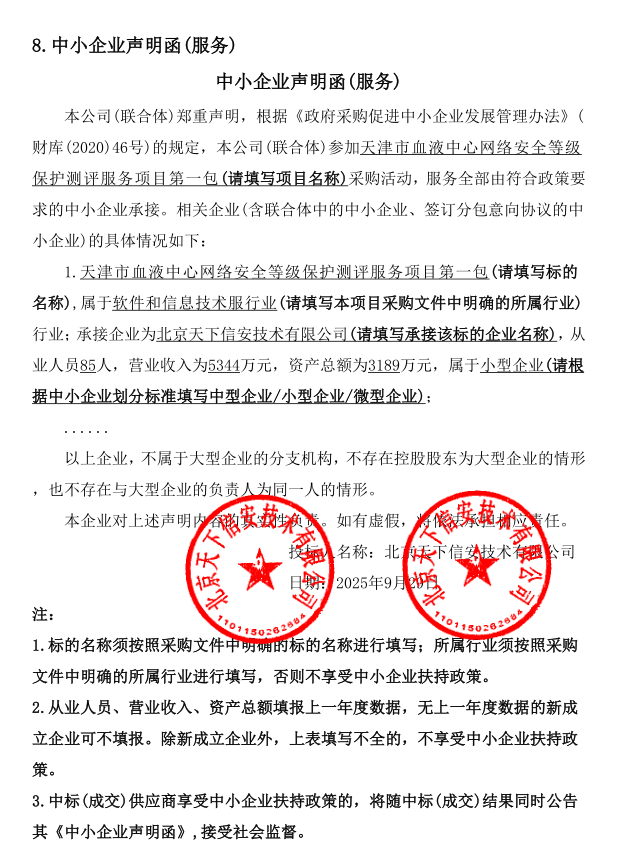 8.中小企业声明函(服务)
中小企业声明函(服务)
本公司(联合体)郑重声明，根据《政府采购促进中小企业发展管理办法》(
财库(2020)46号)的规定，本公司(联合体)参加天津市血液中心网络安全等级
保护测评服务项目第一包(请填写项目名称)采购活动，服务全部由符合政策要
求的中小企业承接。相关企业(含联合体中的中小企业、签订分包意向协议的中
小企业)的具体情况如下：
1.天津市血液中心网络安全等级保护测评服务项目第一包(请填写标的
名称),属于软件和信息技术服行业(请填写本项目采购文件中明确的所属行业)
行业；承接企业为北京天下信安技术有限公司(请填写承接该标的企业名称)，从
业人员85人，营业收入为5344万元，资产总额为3189万元，属于小型企业(请根
据中小企业划分标准填写中型企业/小型企业/微型企业)；
......
以上企业，不属于大型企业的分支机构，不存在控股股东为大型企业的情形
，也不存在与大型企业的负责人为同一人的情形。
本企业对上述声明内容的真实性负责。如有虚假，将依法承担相应责任。
投标人名称：北京天下信安技术有限公司
日期：2025年9月20日
北京天下信安技术有限公司
1101150262684
北京天下信安技术有限公司
1101150262684
注：
1.标的名称须按照采购文件中明确的标的名称进行填写；所属行业须按照采购
文件中明确的所属行业进行填写，否则不享受中小企业扶持政策。
2.从业人员、营业收入、资产总额填报上一年度数据，无上一年度数据的新成
立企业可不填报。除新成立企业外，上表填写不全的，不享受中小企业扶持政
策。
3.中标(成交)供应商享受中小企业扶持政策的，将随中标(成交)结果同时公告
其《中小企业声明函》,接受社会监督。